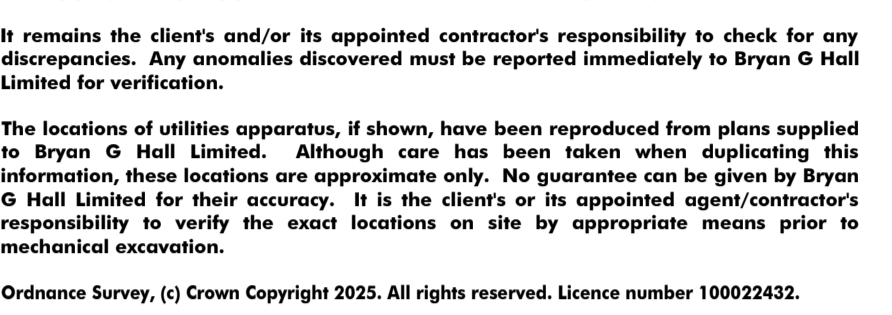 It remains the client's and/or its appointed contractor's responsibility to check for any
discrepancies. Any anomalies discovered must be reported immediately to Bryan G Hall
Limited for verification.
The locations of utilities apparatus, if shown, have been reproduced from plans supplied
to Bryan G Hall Limited. Although care has been taken when duplicating this
information, these locations are approximate only. No guarantee can be given by Bryan
G Hall Limited for their accuracy. It is the client's or its appointed agent/contractor's
responsibility to verify the exact locations on site by appropriate means prior to
mechanical excavation.
Ordnance Survey, (c) Crown Copyright 2025. All rights reserved. Licence number 100022432.